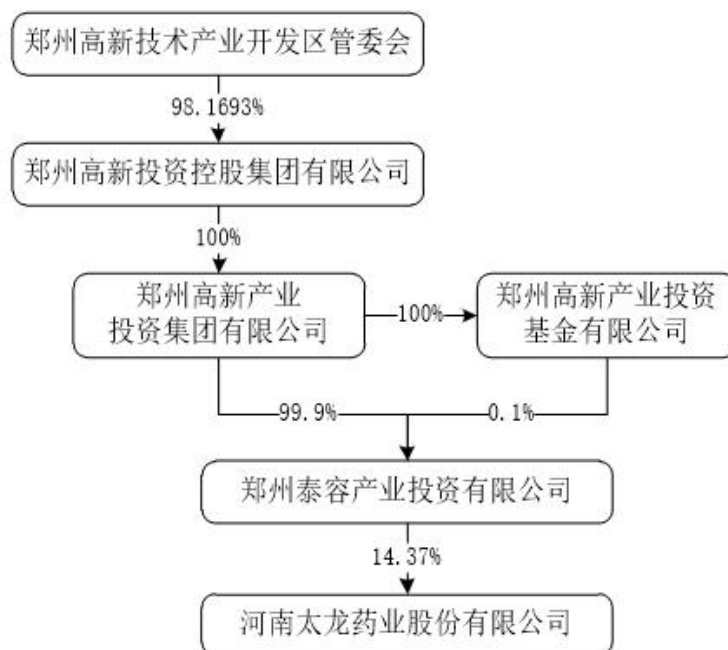 郑州高新技术产业开发区管委会
98.1693%
郑州高新投资控股集团有限公司
100%
郑州高新产业
投资集团有限公司
100%
郑州高新产业投资
基金有限公司
99.9%
0.1%
郑州泰容产业投资有限公司
14.37%
河南太龙药业股份有限公司